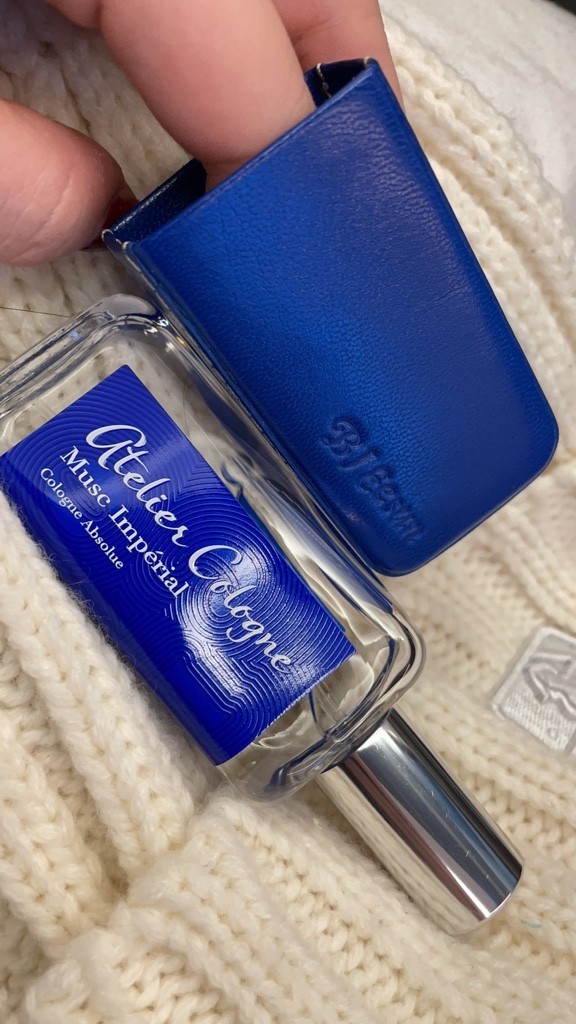 Atelier Cologne
Musc Impérial
Cologne Absolue